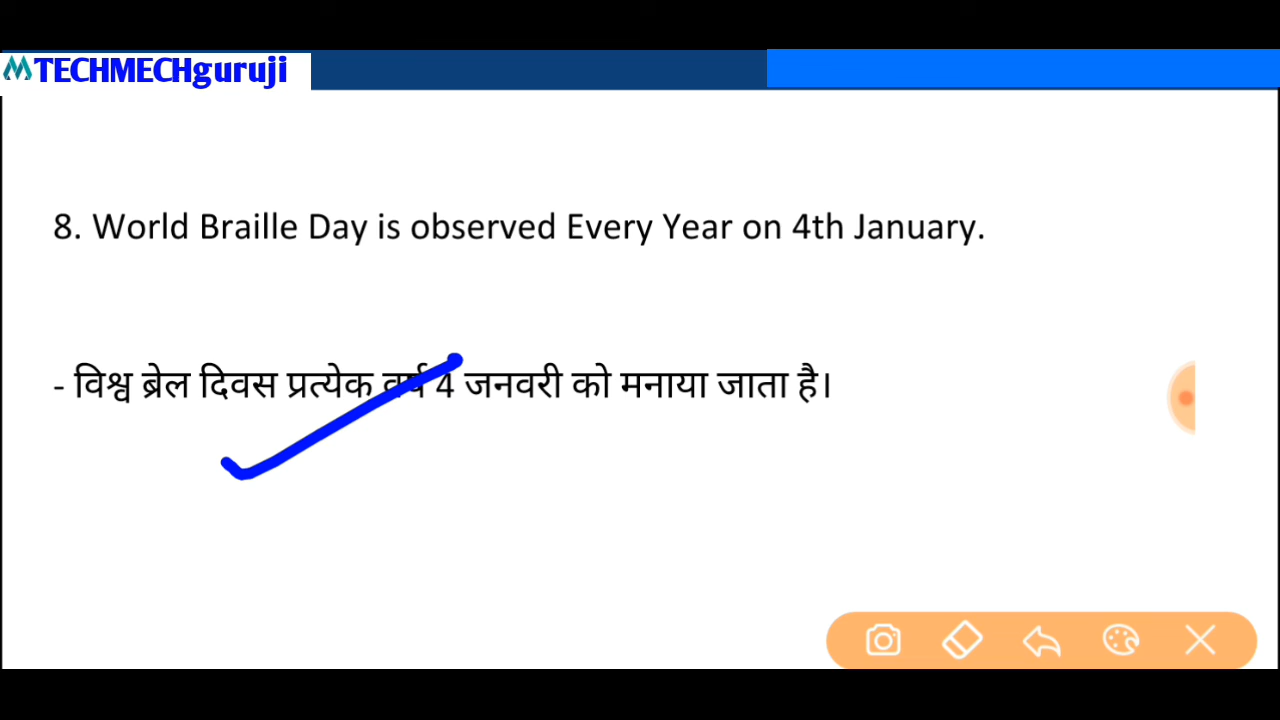 TECHMECHguruji
8. World Braille Day is observed Every Year on 4th January.
- विश्व ब्रेल दिवस प्रत्येक वर्ष 4 जनवरी को मनाया जाता है।